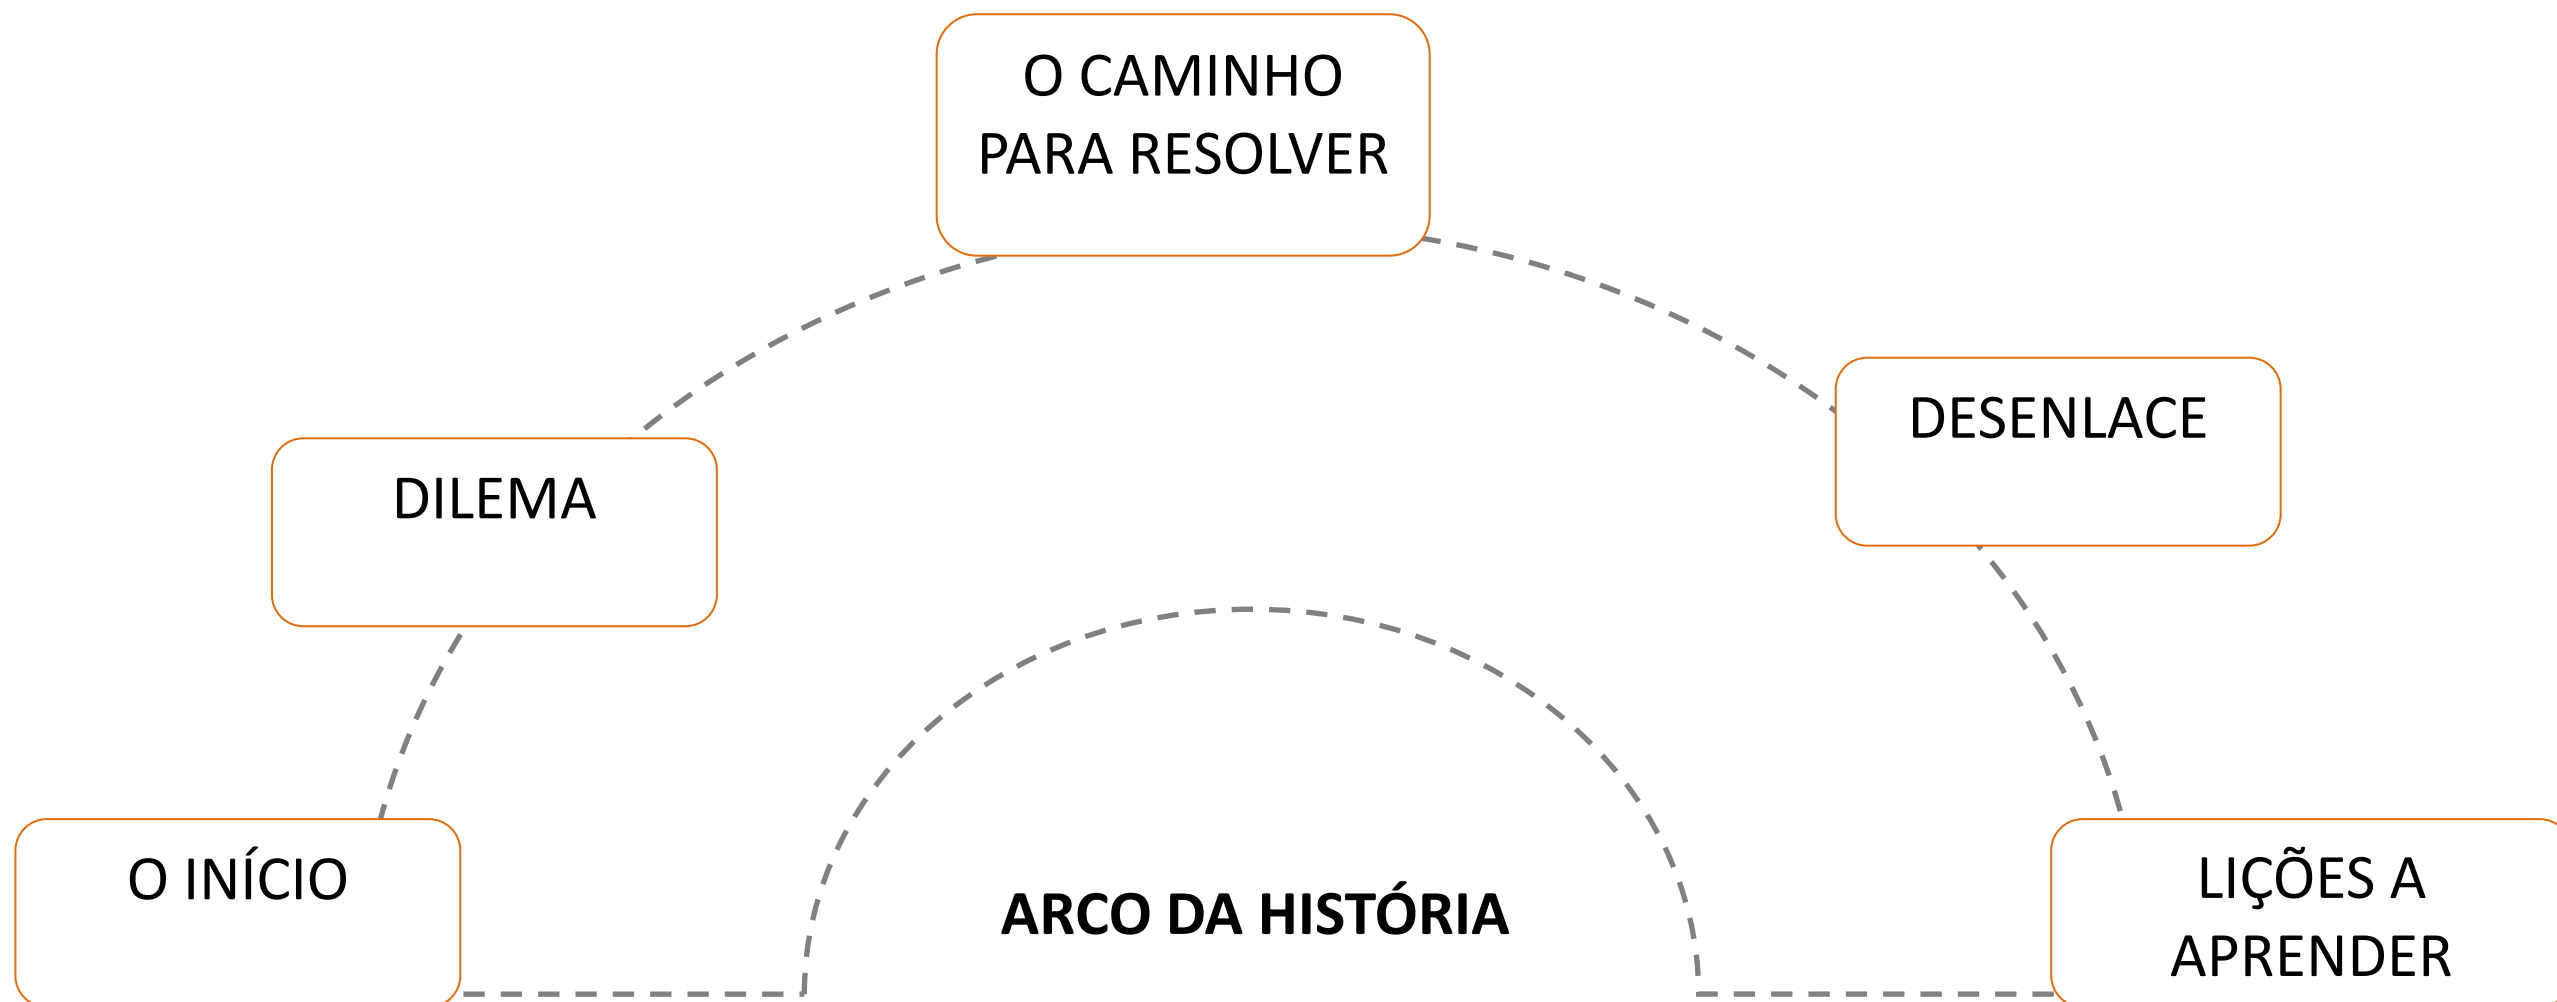 O CAMINHO
PARA RESOLVER
DESENLACE
DILEMA
O INÍCIO
LIÇÕES A
APRENDER
ARCO DA HISTÓRIA